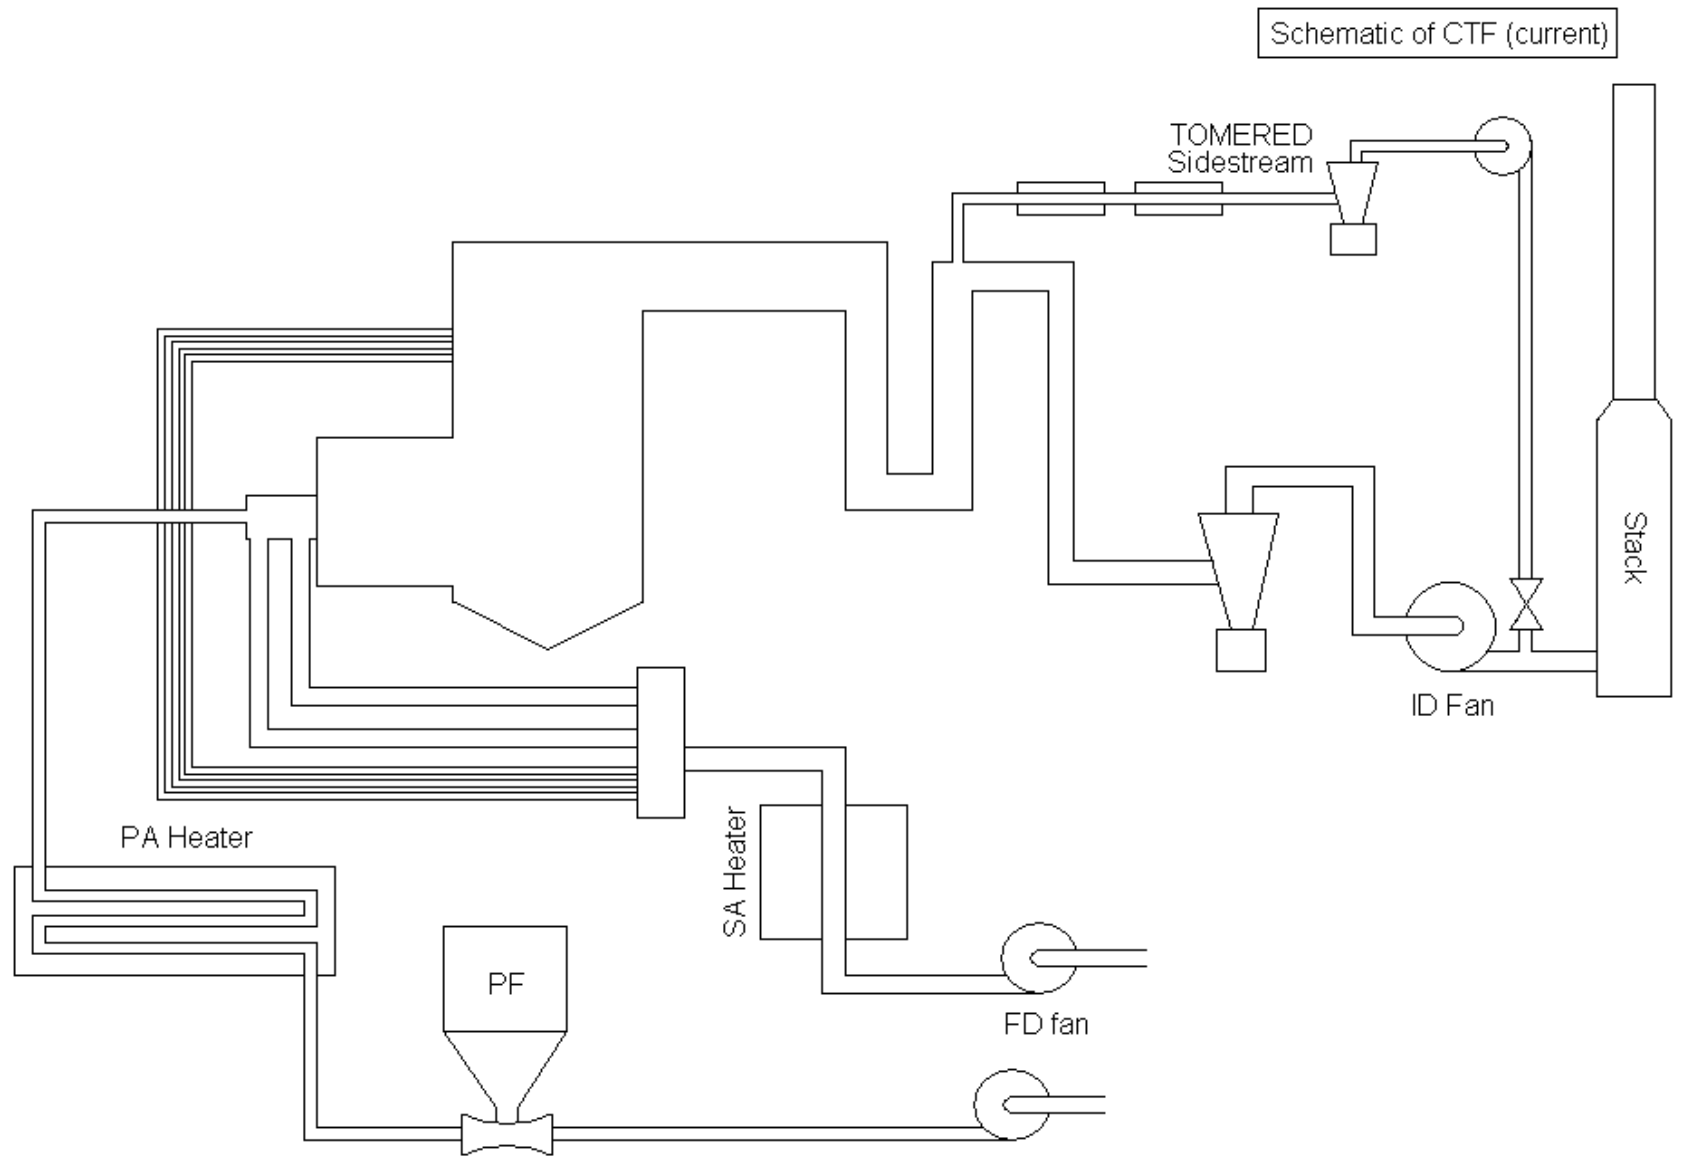 Schematic of CTF (current)
TOMERED
Sidestream
Stack
ID Fan
PA Heater
SA Heater
PF
FD fan